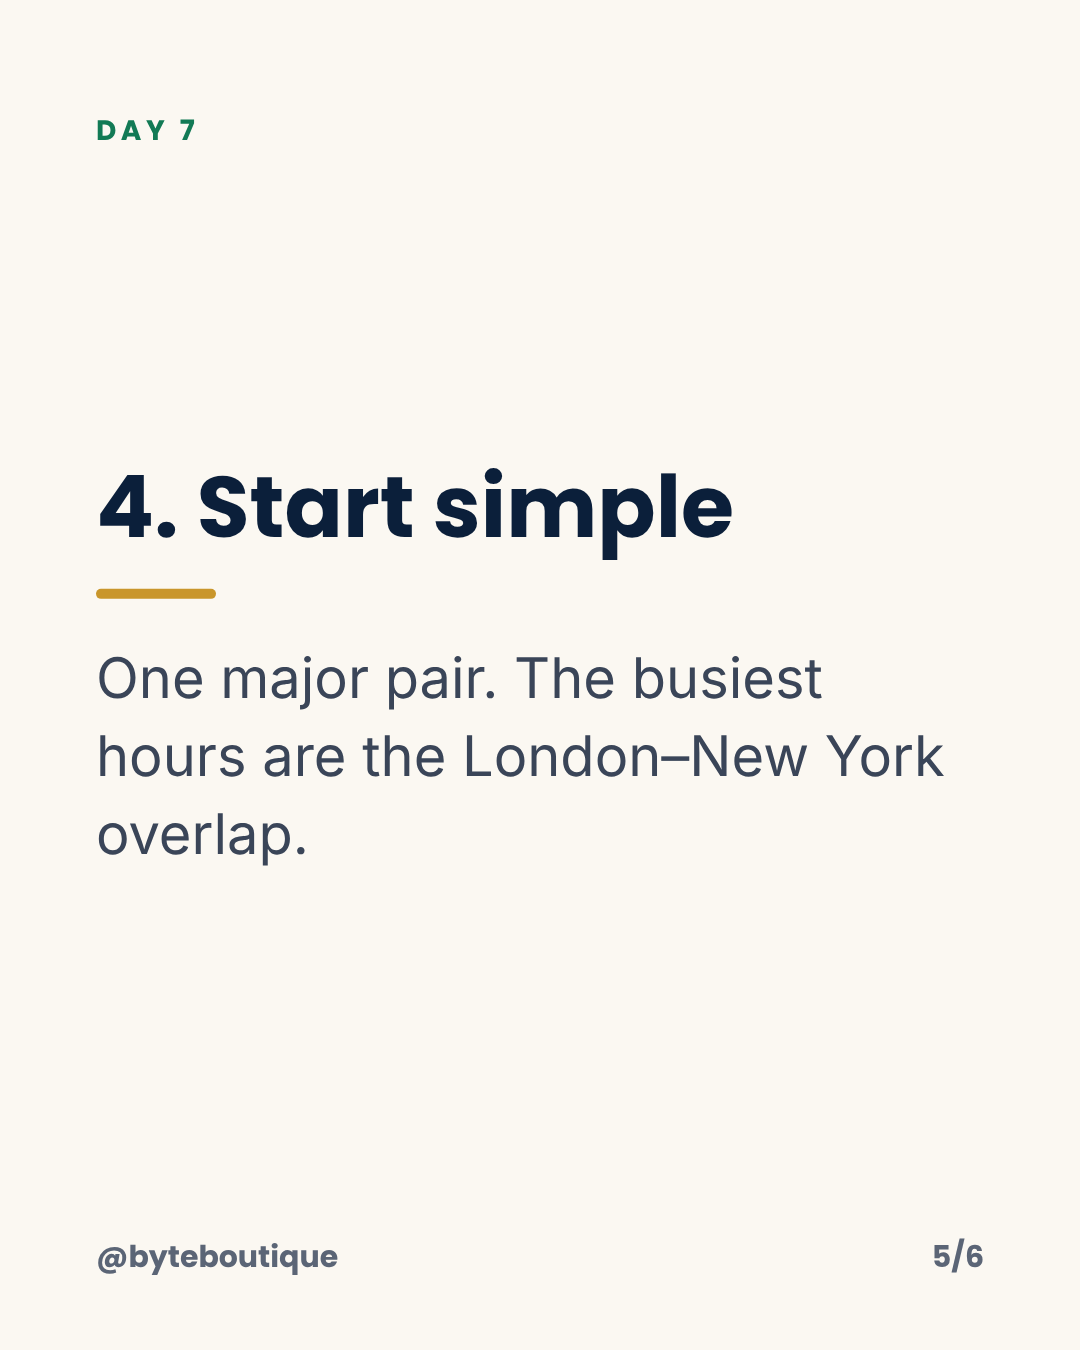 DAY 7
4. Start simple
One major pair. The busiest
hours are the London–New York
overlap.
@byteboutique
5/6